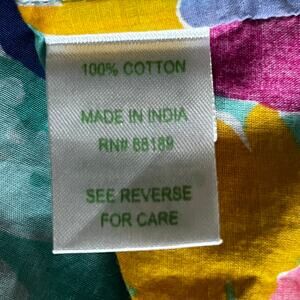 100% COTTON
MADE IN INDIA
RN# 88189
SEE REVERSE
FOR CARE